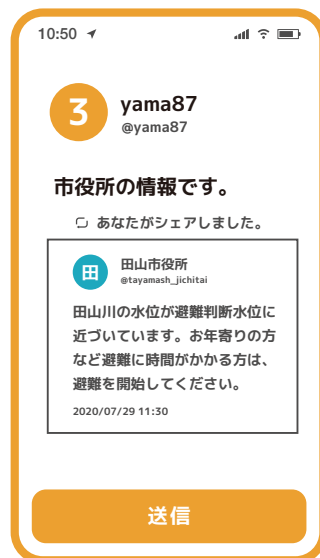 10:50
3
yama87
@yama87
市役所の情報です。
あなたがシェアしました。
田
田山市役所
@tayamash_jichitai
田山川の水位が避難判断水位に
近づいています。お年寄りの方
など避難に時間がかかる方は、
避難を開始してください。
2020/07/29 11:30
送信